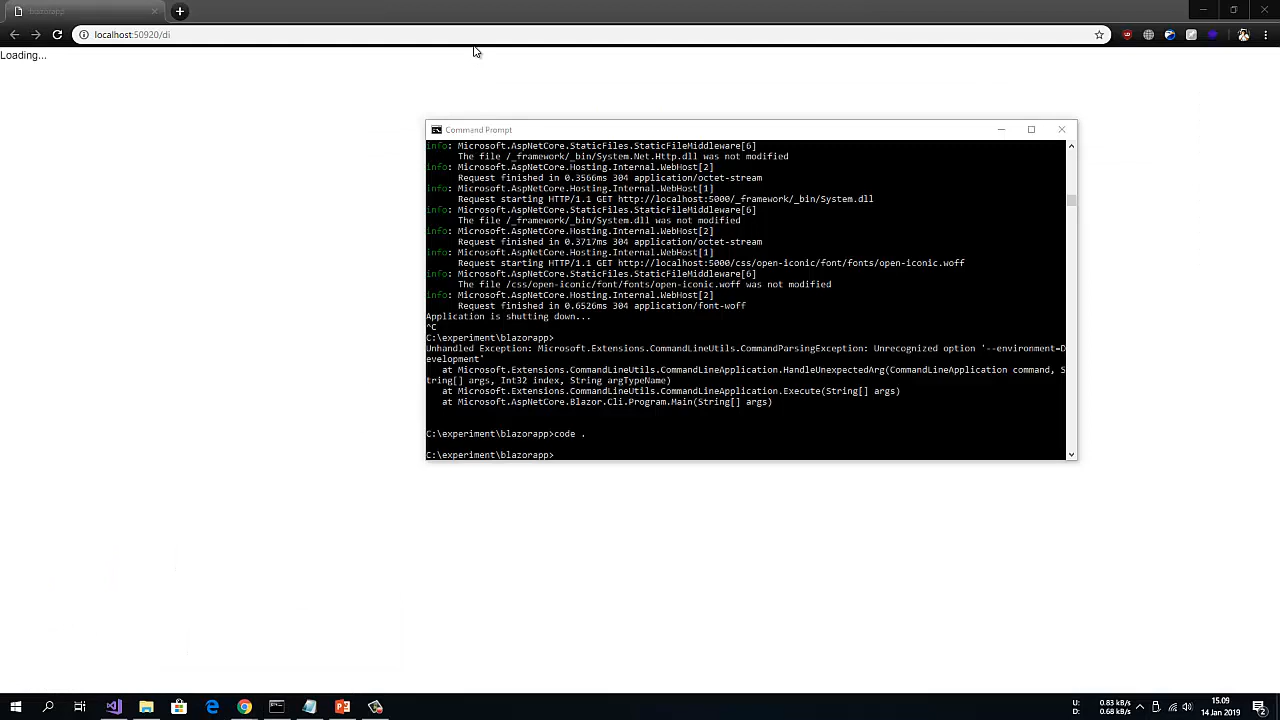 blazorapp
localhost:50920/di
Loading...
Command Prompt
info: Microsoft.AspNetCore.StaticFiles.StaticFileMiddleware[6]
The file /_framework/_bin/System.Net.Http.dll was not modified
info: Microsoft.AspNetCore.Hosting.Internal.WebHost[2]
Request finished in 0.3566ms 304 application/octet-stream
info: Microsoft.AspNetCore.Hosting.Internal.WebHost[1]
Request starting HTTP/1.1 GET http://localhost:5000/_framework/_bin/System.dll
info: Microsoft.AspNetCore.StaticFiles.StaticFileMiddleware[6]
The file /_framework/_bin/System.dll was not modified
info: Microsoft.AspNetCore.Hosting.Internal.WebHost[2]
Request finished in 0.3717ms 304 application/octet-stream
info: Microsoft.AspNetCore.Hosting.Internal.WebHost[1]
Request starting HTTP/1.1 GET http://localhost:5000/css/open-iconic/font/fonts/open-iconic.woff
info: Microsoft.AspNetCore.StaticFiles.StaticFileMiddleware[6]
The file /css/open-iconic/font/fonts/open-iconic.woff was not modified
info: Microsoft.AspNetCore.Hosting.Internal.WebHost[2]
Request finished in 0.6526ms 304 application/font-woff
Application is shutting down...
^C
C:\experiment\blazorapp>
Unhandled Exception: Microsoft.Extensions.CommandLineUtils.CommandParsingException: Unrecognized option '--environment=D
evelopment'
at Microsoft.Extensions.CommandLineUtils.CommandLineApplication.HandleUnexpectedArg(CommandLineApplication command, S
tring[] args, Int32 index, String argTypeName)
at Microsoft.Extensions.CommandLineUtils.CommandLineApplication.Execute(String[] args)
at Microsoft.AspNetCore.Blazor.Cli.Program.Main(String[] args)
C:\experiment\blazorapp>code .
C:\experiment\blazorapp>
U: 0.83 kB/s
D: 0.68 kB/s
15.09
14 Jan 2019
2